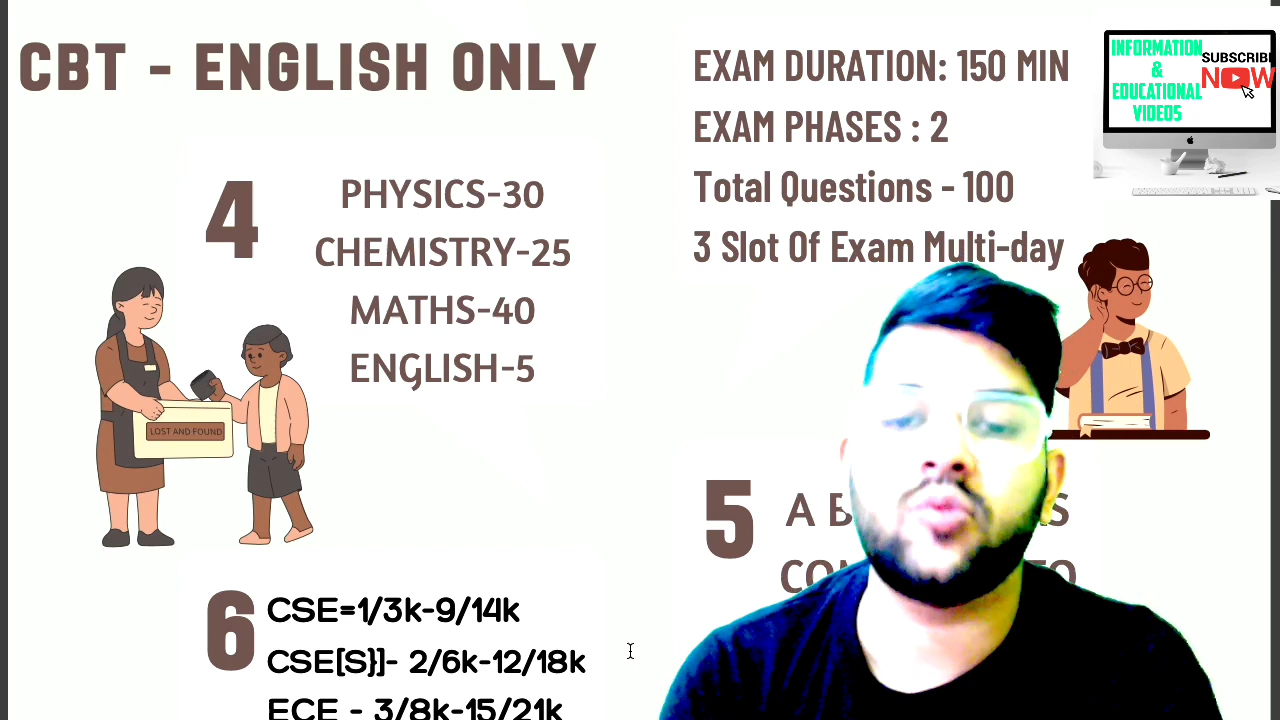 CBT - ENGLISH ONLY
4
PHYSICS-30
CHEMISTRY-25
MATHS-40
ENGLISH-5
LOST AND FOUND
EXAM DURATION: 150 MIN
EXAM PHASES : 2
Total Questions - 100
3 Slot Of Exam Multi-day
INFORMATION
&
EDUCATIONAL
VIDEOS
SUBSCRIBE
NOW
5
A
6
CSE=1/3k-9/14k
CSE[S}]- 2/6k-12/18k
ECE - 3/8k-15/21k